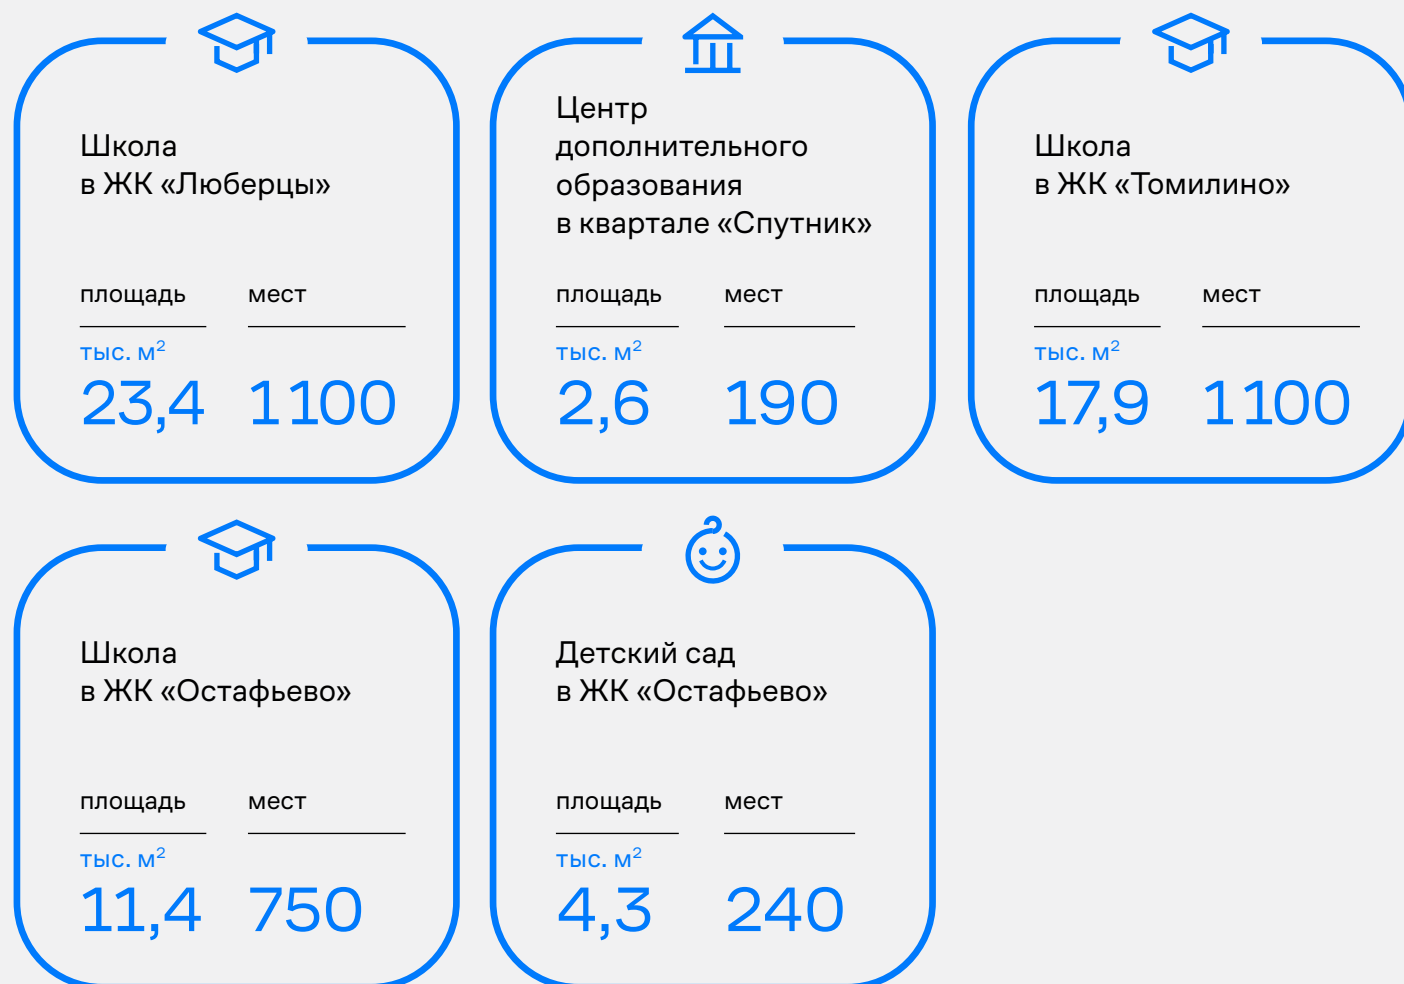 Школа
в ЖК «Люберцы»
площадь мест
тыс. м²
23,4 1100
Центр
дополнительного
образования
в квартале «Спутник»
площадь мест
тыс. м²
2,6 190
Школа
в ЖК «Томилино»
площадь мест
тыс. м²
17,9 1100
Школа
в ЖК «Остафьево»
площадь мест
тыс. м²
11,4 750
Детский сад
в ЖК «Остафьево»
площадь мест
тыс. м²
4,3 240